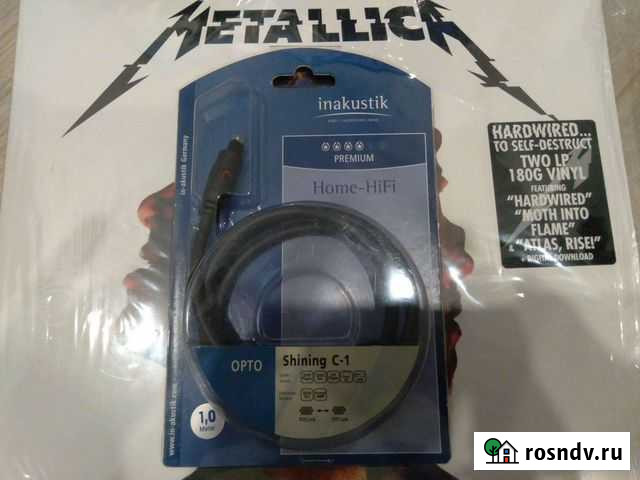 METALLICA
inakustik
PREMIUM
Home-HiFi
in-akustik Germany
HARDWIRED...
TO SELF-DESTRUCT
TWO LP
180G VINYL
FEATURING
"HARDWIRED"
"MOTH INTO
FLAME"
& "ATLAS, RISE!"
+ DIGITAL DOWNLOAD
OPTO
Shining C-1
1,0
Meter
www.in-akustik.com
rosndv.ru